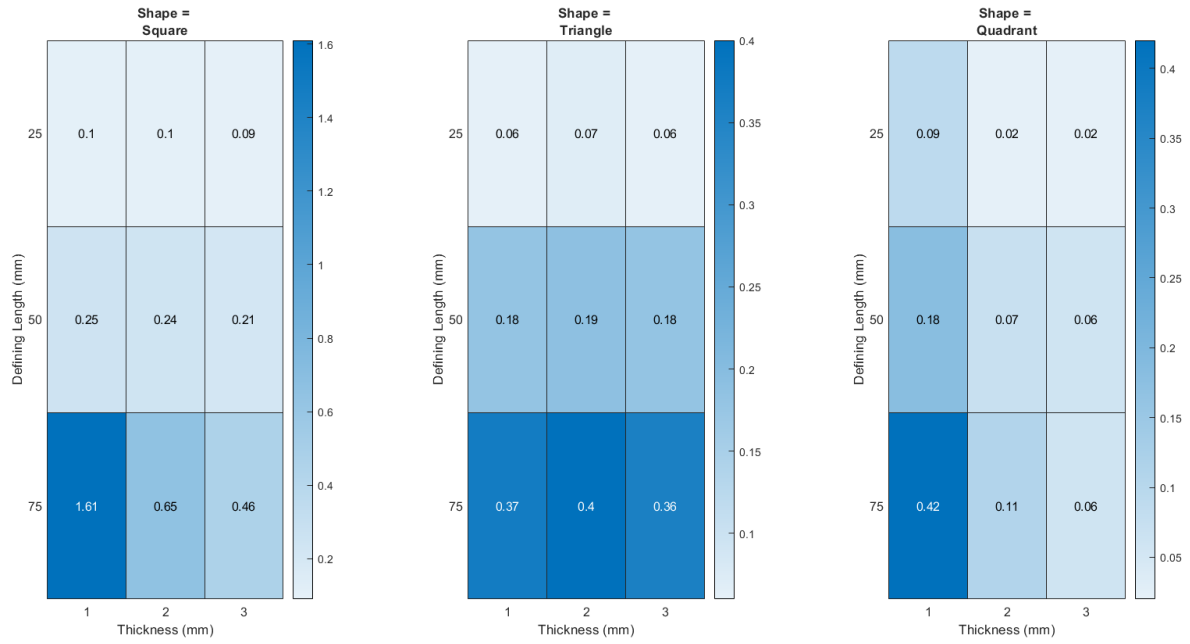 Shape =
Square
Defining Length (mm)
25
50
75
0.1 0.1 0.09
0.25 0.24 0.21
1.61 0.65 0.46
1 2 3
Thickness (mm)
1.6
1.4
1.2
1
0.8
0.6
0.4
0.2
Shape =
Triangle
Defining Length (mm)
25
50
75
0.06 0.07 0.06
0.18 0.19 0.18
0.37 0.4 0.36
1 2 3
Thickness (mm)
0.4
0.35
0.3
0.25
0.2
0.15
0.1
Shape =
Quadrant
Defining Length (mm)
25
50
75
0.09 0.02 0.02
0.18 0.07 0.06
0.42 0.11 0.06
1 2 3
Thickness (mm)
0.4
0.35
0.3
0.25
0.2
0.15
0.1
0.05